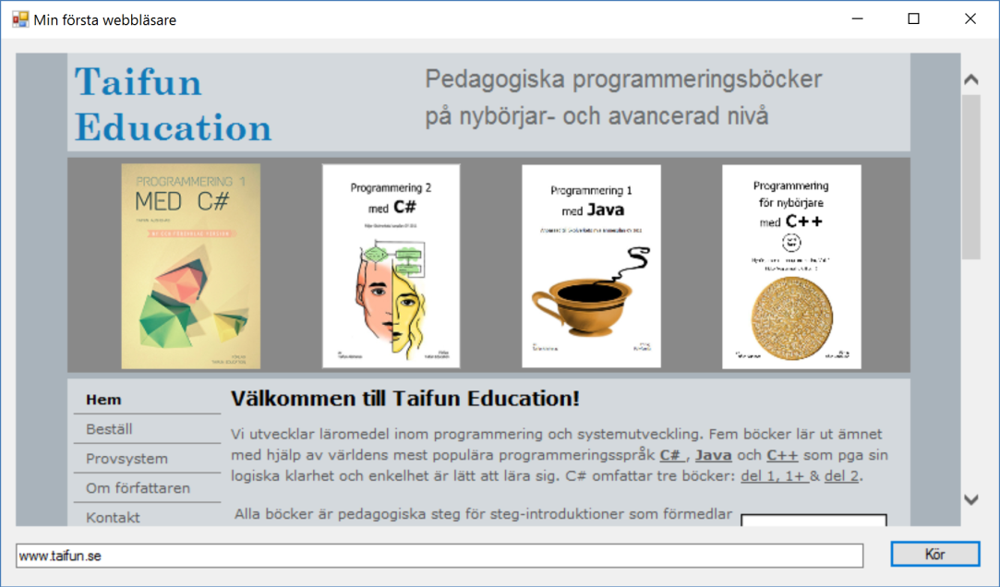 Min första webbläsare
Taifun
Education
Pedagogiska programmeringsböcker
på nybörjar- och avancerad nivå
PROGRAMMERING 1
MED C#
Programmering 2
med C#
Programmering 1
med Java
Programmering
för nybörjare
med C++
Hem
Beställ
Provsystem
Om författaren
Kontakt
Välkommen till Taifun Education!
Vi utvecklar läromedel inom programmering och systemutveckling. Fem böcker lär ut ämnet
med hjälp av världens mest populära programmeringsspråk C# , Java och C++ som pga sin
logiska klarhet och enkelhet är lätt att lära sig. C# omfattar tre böcker: del 1, 1+ & del 2.
Alla böcker är pedagogiska steg för steg-introduktioner som förmedlar
www.taifun.se
Kör